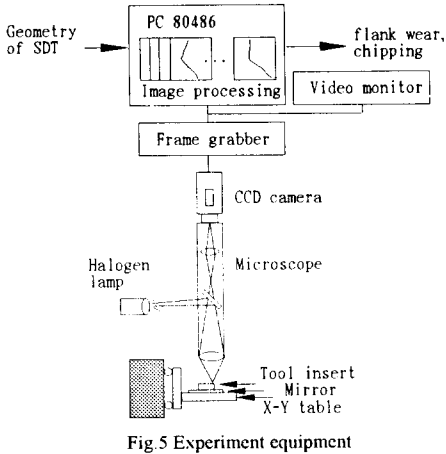 Geometry
of SDT
PC 80486
Image processing
flank wear,
chipping
Video monitor
Frame grabber
CCD camera
Microscope
Halogen
lamp
Tool insert
Mirror
X-Y table
Fig.5 Experiment equipment